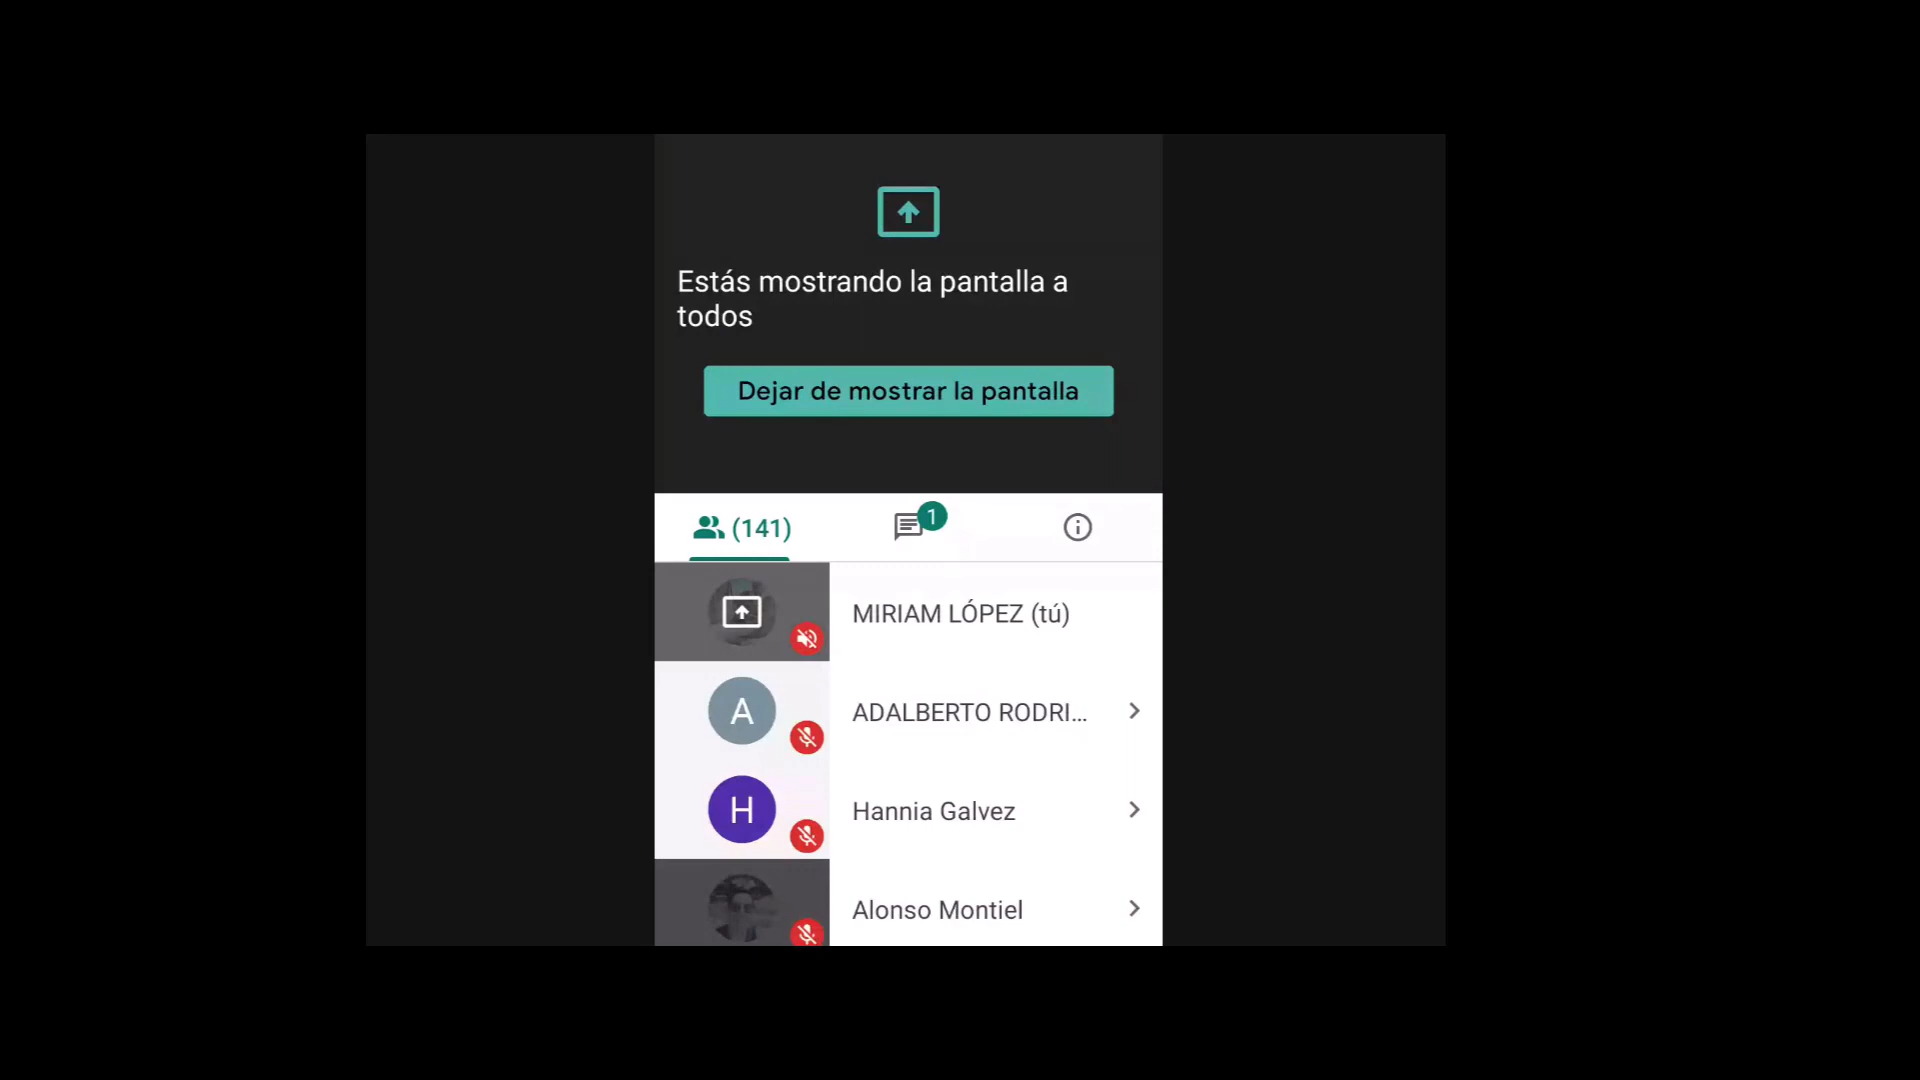 Estás mostrando la pantalla a
todos
Dejar de mostrar la pantalla
(141)
1
MIRIAM LÓPEZ (tú)
A
ADALBERTO RODRI...
H
Hannia Galvez
Alonso Montiel